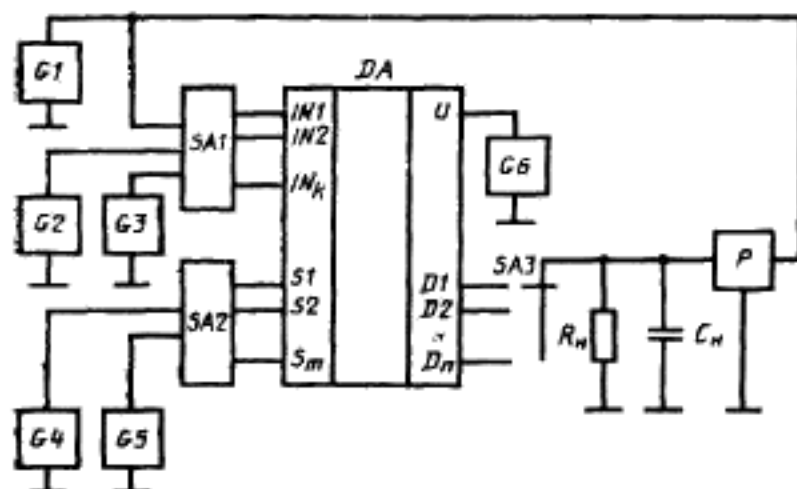 G1
DA
SA1
IN1
IN2
INk
U
G6
G2
G3
SA2
S1
S2
Sm
D1
D2
Dn
SA3
P
Rн
Cн
G4
G5